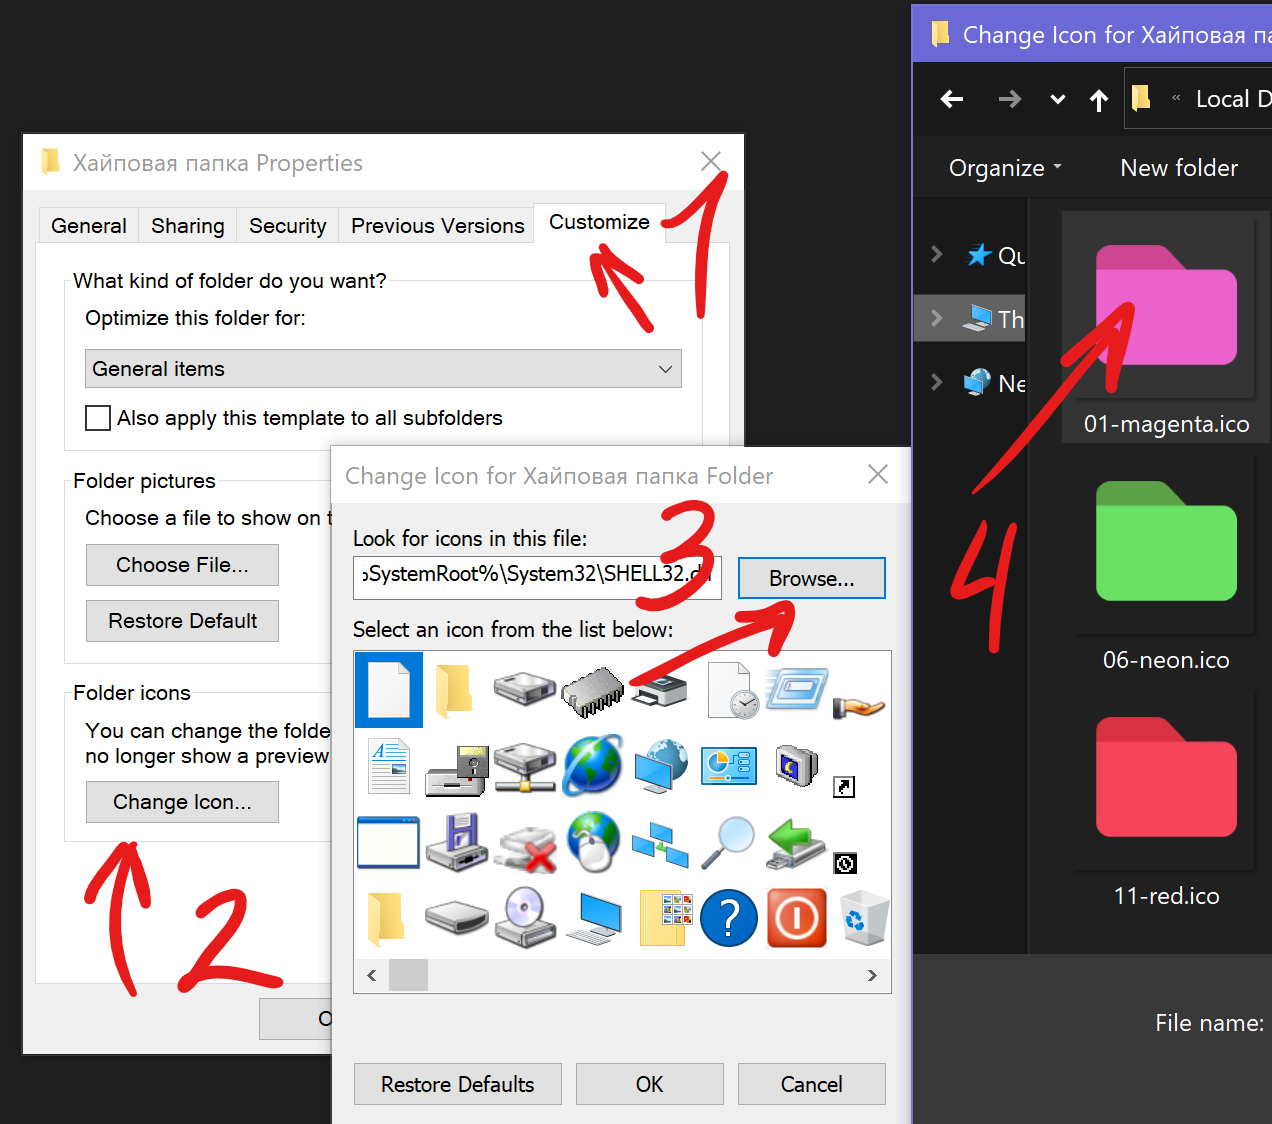 Хайповая папка Properties
General Sharing Security Previous Versions Customize
1
What kind of folder do you want?
Optimize this folder for:
General items
Also apply this template to all subfolders
Folder pictures
Choose a file to show on
Choose File...
Restore Default
Folder icons
You can change the folde
no longer show a preview
Change Icon...
2
O
Change Icon for Хайповая папка Folder
3
Look for icons in this file:
SystemRoot%\System32\SHELL32.dll
Browse...
Select an icon from the list below:
Restore Defaults OK Cancel
Change Icon for Хайповая па
« Local D
Organize New folder
Qu
Th
Ne
4
01-magenta.ico
06-neon.ico
11-red.ico
File name: